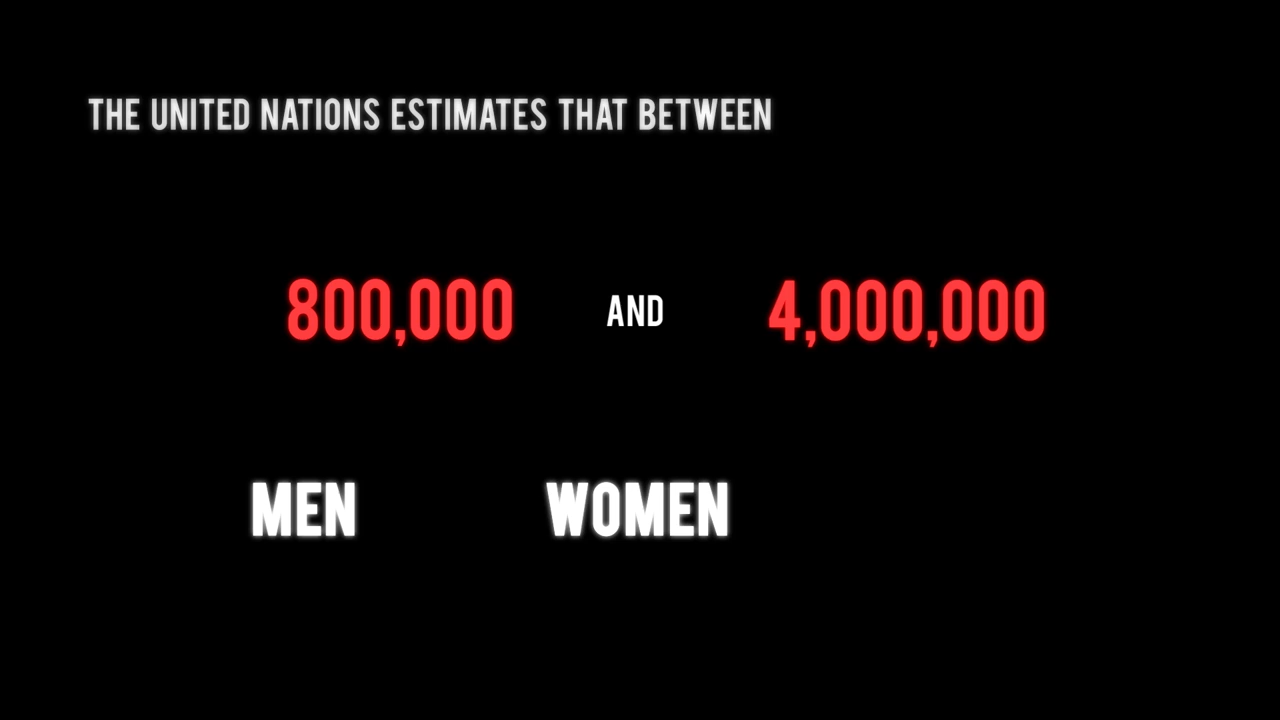 THE UNITED NATIONS ESTIMATES THAT BETWEEN
800,000 AND 4,000,000
MEN WOMEN